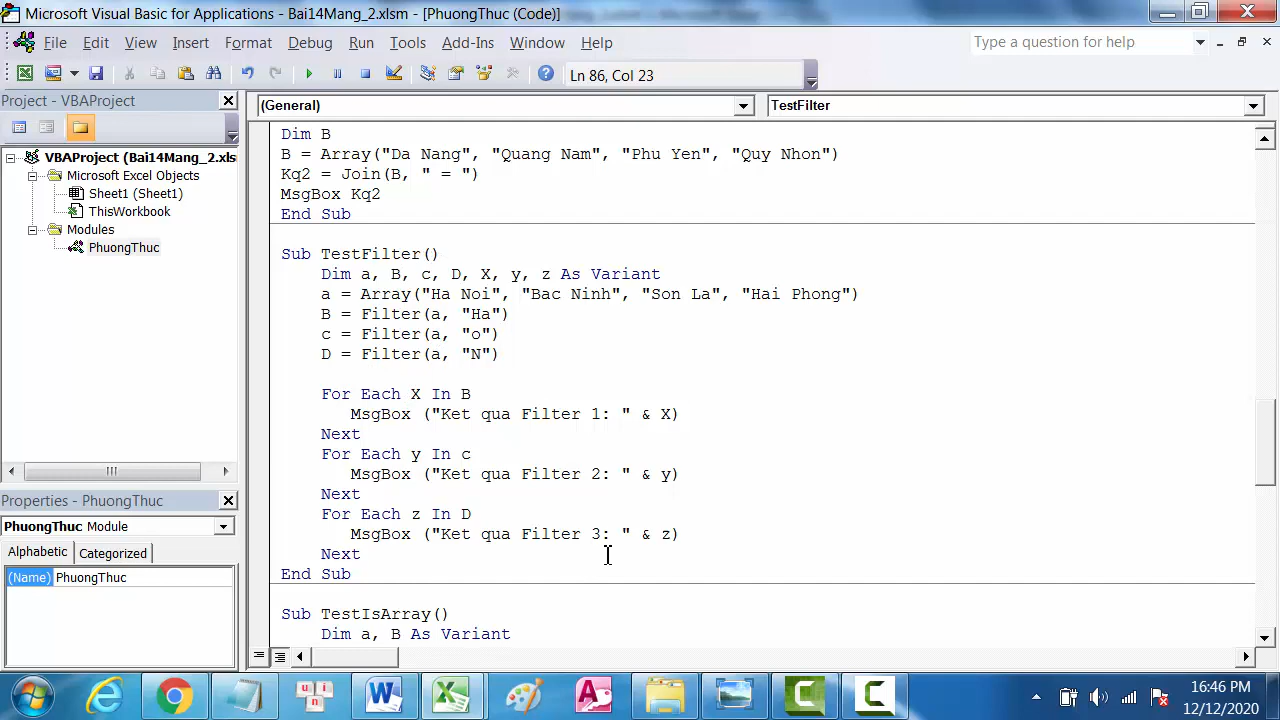 Microsoft Visual Basic for Applications - Bai14Mang_2.xlsm - [PhuongThuc (Code)]
File Edit View Insert Format Debug Run Tools Add-Ins Window Help
Type a question for help
Ln 86, Col 23
Project - VBAProject
(General)
TestFilter
VBAProject (Bai14Mang_2.xls
Microsoft Excel Objects
Sheet1 (Sheet1)
ThisWorkbook
Modules
PhuongThuc
Properties - PhuongThuc
PhuongThuc Module
Alphabetic Categorized
(Name) PhuongThuc
Dim B
B = Array("Da Nang", "Quang Nam", "Phu Yen", "Quy Nhon")
Kq2 = Join(B, " = ")
MsgBox Kq2
End Sub
Sub TestFilter()
Dim a, B, c, D, X, y, z As Variant
a = Array("Ha Noi", "Bac Ninh", "Son La", "Hai Phong")
B = Filter(a, "Ha")
c = Filter(a, "o")
D = Filter(a, "N")
For Each X In B
MsgBox ("Ket qua Filter 1: " & X)
Next
For Each y In c
MsgBox ("Ket qua Filter 2: " & y)
Next
For Each z In D
MsgBox ("Ket qua Filter 3: " & z)
Next
End Sub
Sub TestIsArray()
Dim a, B As Variant
16:46 PM
12/12/2020